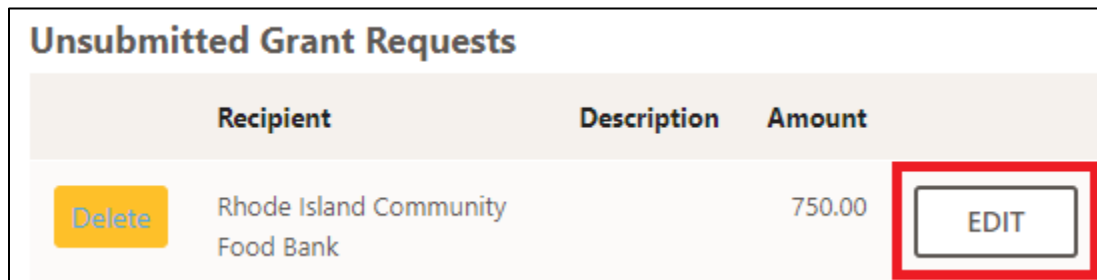 Unsubmitted Grant Requests
Recipient Description Amount
Delete Rhode Island Community 750.00 EDIT
Food Bank